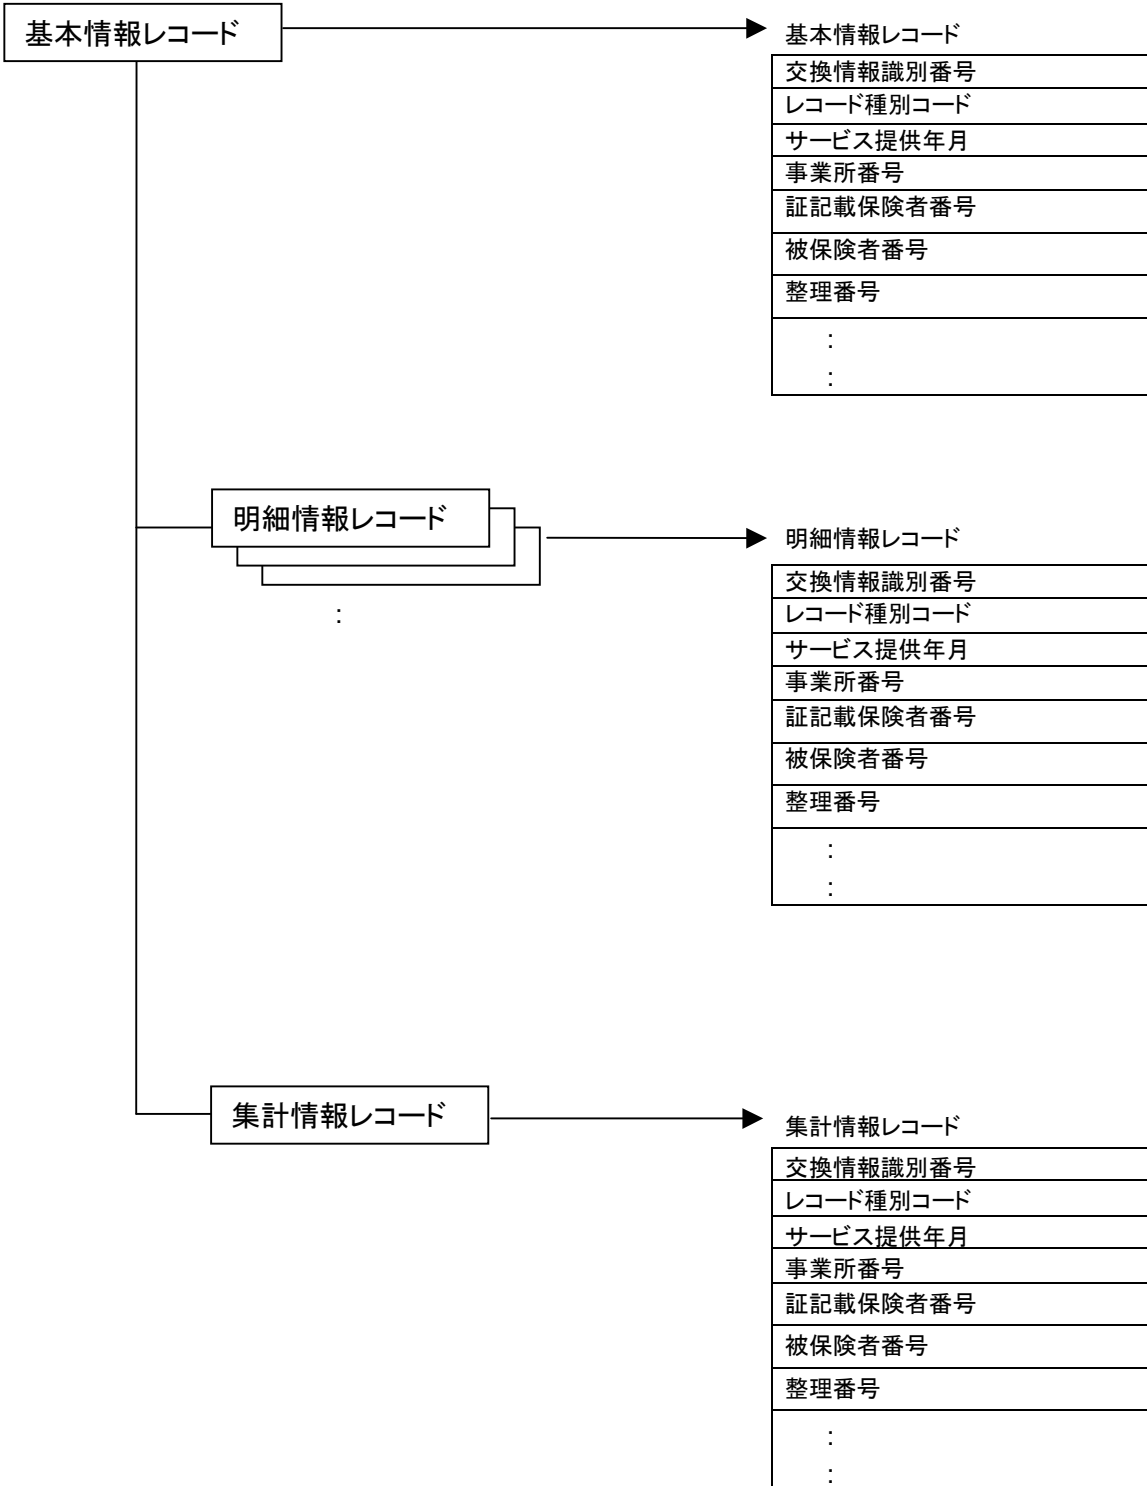 基本情報レコード
基本情報レコード
交換情報識別番号
レコード種別コード
サービス提供年月
事業所番号
証記載保険者番号
被保険者番号
整理番号
:
:
明細情報レコード
:
明細情報レコード
交換情報識別番号
レコード種別コード
サービス提供年月
事業所番号
証記載保険者番号
被保険者番号
整理番号
:
:
集計情報レコード
集計情報レコード
交換情報識別番号
レコード種別コード
サービス提供年月
事業所番号
証記載保険者番号
被保険者番号
整理番号
:
: